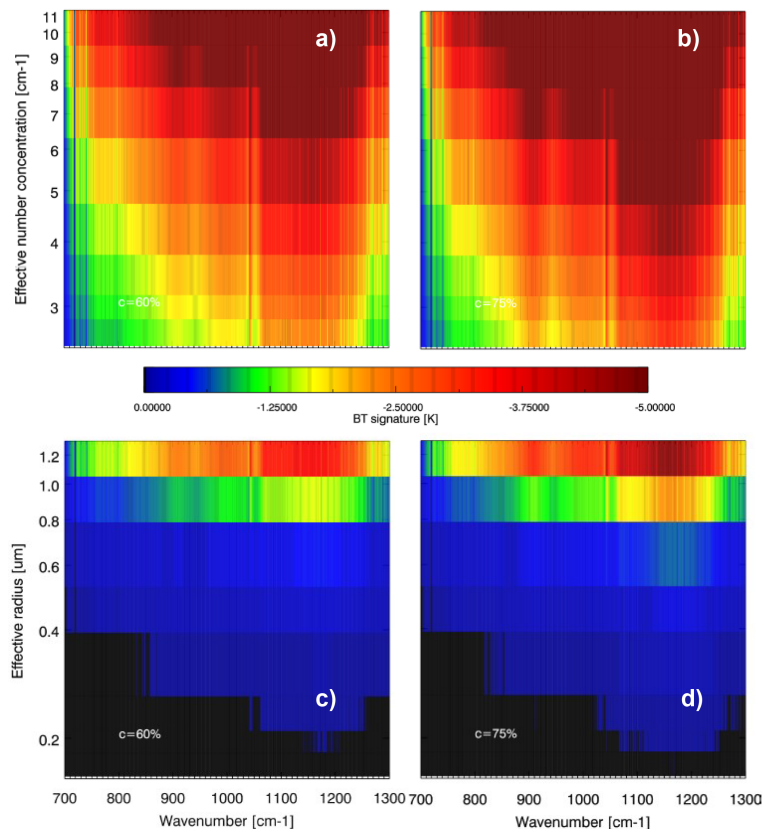 a)
b)
11
10
9
8
7
6
5
4
3
Effective number concentration [cm-1]
c=60%
c=75%
0.00000
-1.25000
-2.50000
-3.75000
-5.00000
BT signature [K]
1.2
1.0
0.8
0.6
0.4
0.2
Effective radius [um]
c)
d)
c=60%
c=75%
700 800 900 1000 1100 1200 1300
800 900 1000 1100 1200 1300
Wavenumber [cm-1]
Wavenumber [cm-1]